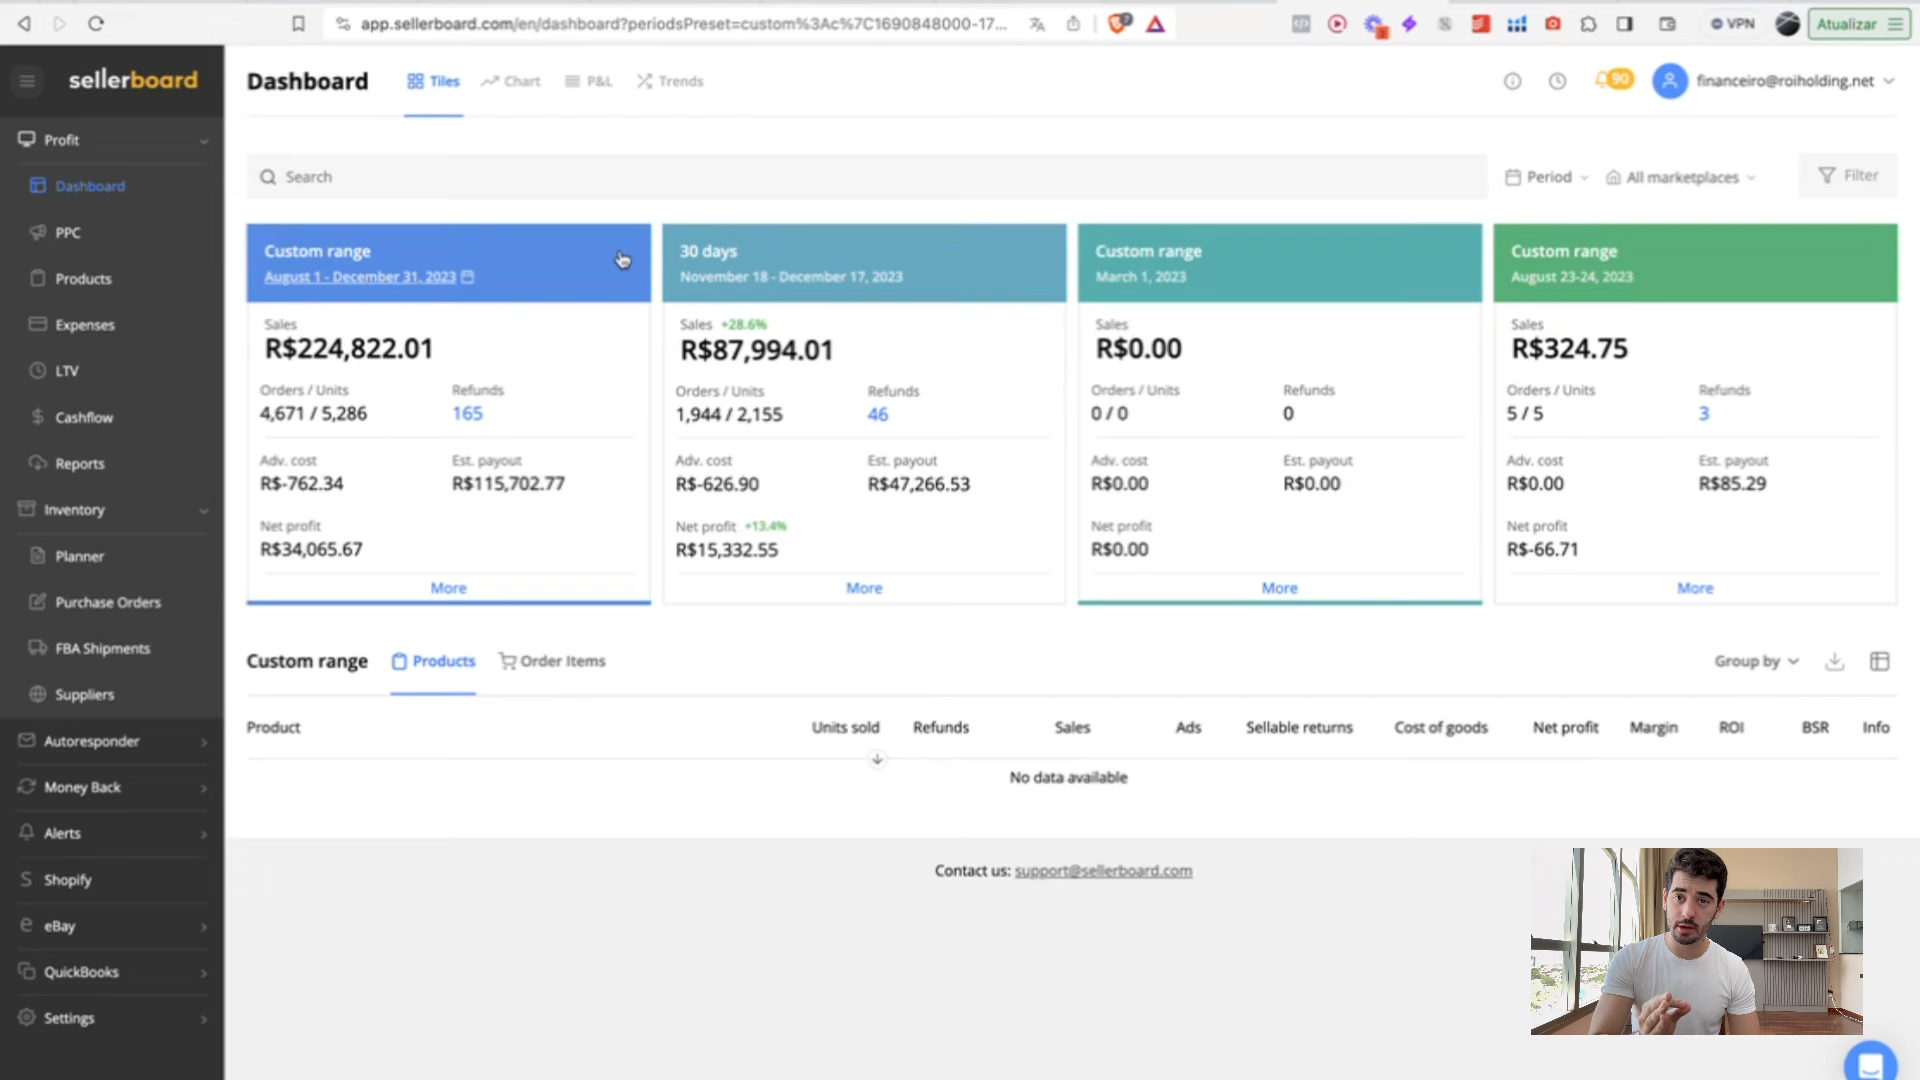 app.sellerboard.com/en/dashboard?periodsPreset=custom%3Ac%7C1690848000-17...
VPN
Atualizar
sellerboard
Dashboard
Tiles
Chart
P&L
Trends
90
financeiro@roiholding.net
Profit
Dashboard
PPC
Products
Expenses
LTV
Cashflow
Reports
Inventory
Planner
Purchase Orders
FBA Shipments
Suppliers
Autoresponder
Money Back
Alerts
Shopify
eBay
QuickBooks
Settings
Search
Period
All marketplaces
Filter
Custom range
August 1 - December 31, 2023
Sales
R$224,822.01
Orders / Units
Refunds
4,671 / 5,286
165
Adv. cost
Est. payout
R$-762.34
R$115,702.77
Net profit
R$34,065.67
More
30 days
November 18 - December 17, 2023
Sales +28.6%
R$87,994.01
Orders / Units
Refunds
1,944 / 2,155
46
Adv. cost
Est. payout
R$-626.90
R$47,266.53
Net profit +13.4%
R$15,332.55
More
Custom range
March 1, 2023
Sales
R$0.00
Orders / Units
Refunds
0 / 0
0
Adv. cost
Est. payout
R$0.00
R$0.00
Net profit
R$0.00
More
Custom range
August 23-24, 2023
Sales
R$324.75
Orders / Units
Refunds
5 / 5
3
Adv. cost
Est. payout
R$0.00
R$85.29
Net profit
R$-66.71
More
Custom range
Products
Order Items
Group by
Product
Units sold
Refunds
Sales
Ads
Sellable returns
Cost of goods
Net profit
Margin
ROI
BSR
Info
No data available
Contact us: support@sellerboard.com